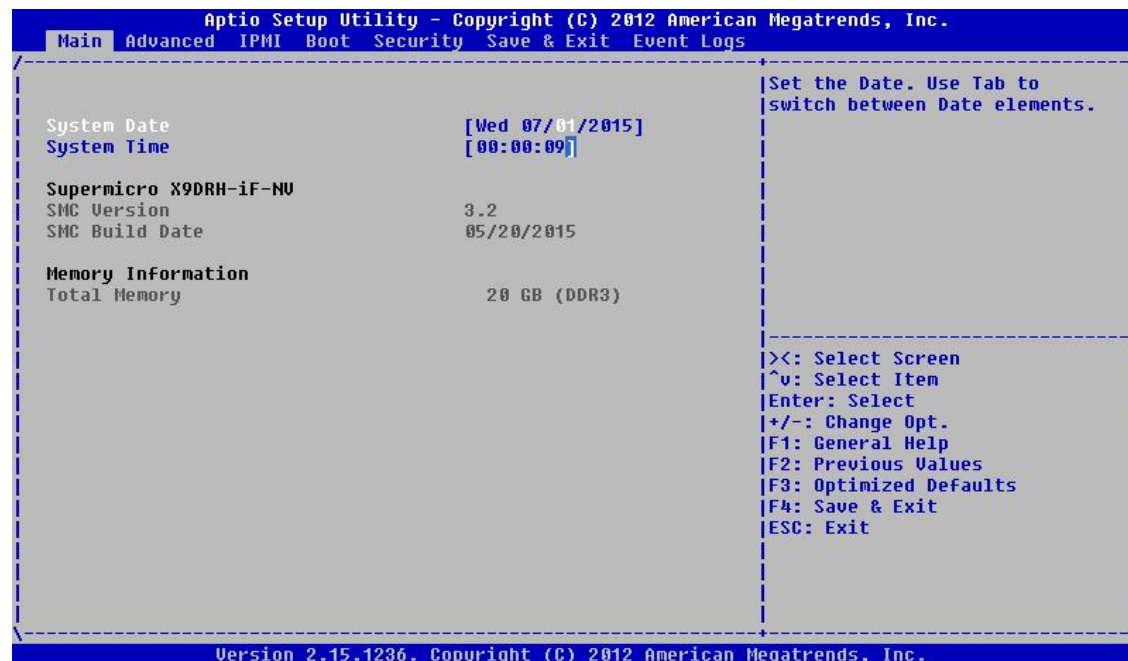 Aptio Setup Utility - Copyright (C) 2012 American Megatrends, Inc.
Main Advanced IPMI Boot Security Save & Exit Event Logs
Set the Date. Use Tab to
switch between Date elements.
System Date [Wed 07/01/2015]
System Time [00:00:09]
Supermicro X9DRH-iF-NV
SMC Version 3.2
SMC Build Date 05/20/2015
Memory Information
Total Memory 20 GB (DDR3)
><: Select Screen
^v: Select Item
Enter: Select
+/-: Change Opt.
F1: General Help
F2: Previous Values
F3: Optimized Defaults
F4: Save & Exit
ESC: Exit
Version 2.15.1236. Copyright (C) 2012 American Megatrends, Inc.